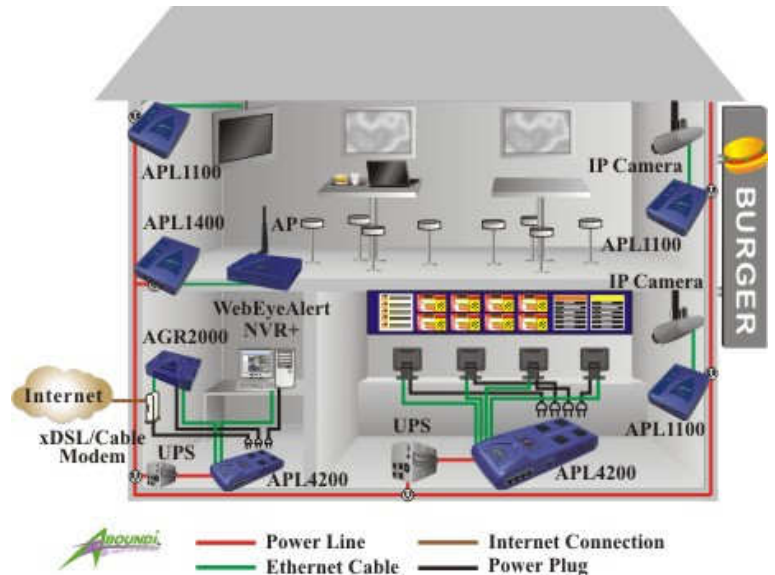 APL1100
IP Camera
BURGER
APL1400
AP
APL1100
IP Camera
WebEyeAlert
NVR+
AGR2000
Internet
xDSL/Cable
Modem
UPS
UPS
APL1100
APL4200
APL4200
ABOUNDi
Power Line
Internet Connection
Ethernet Cable
Power Plug